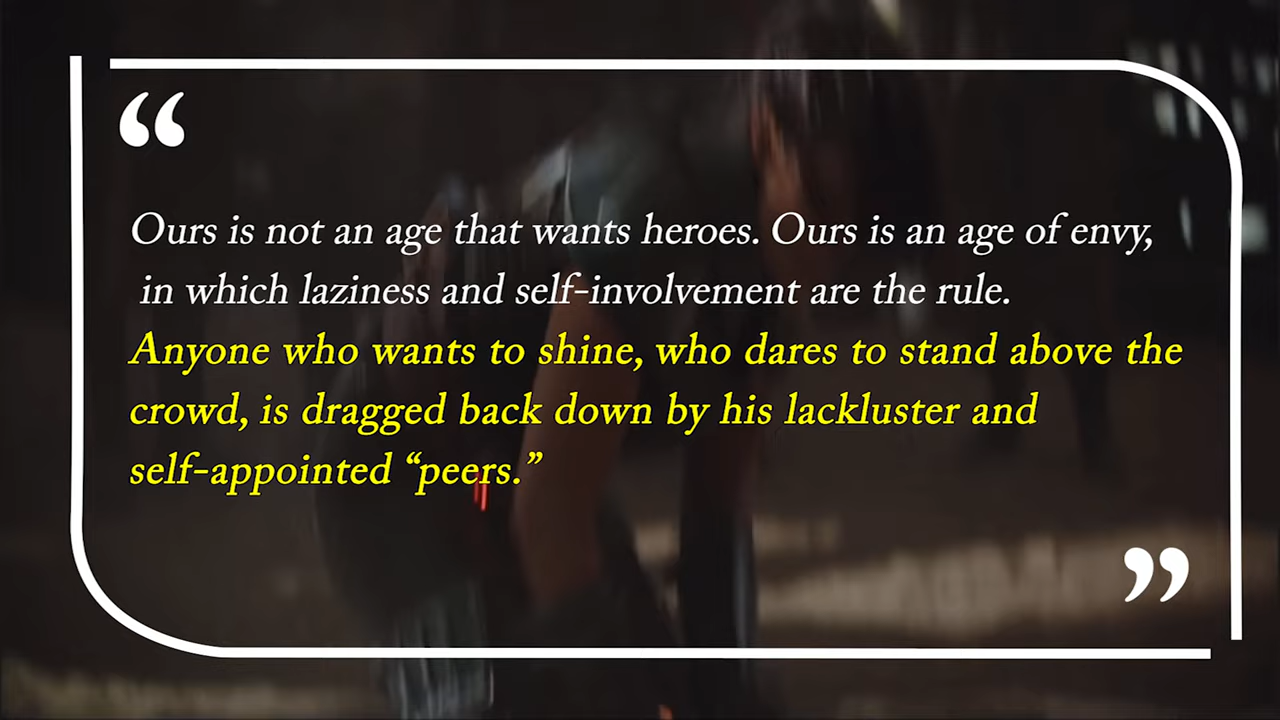 “
Ours is not an age that wants heroes. Ours is an age of envy,
in which laziness and self-involvement are the rule.
Anyone who wants to shine, who dares to stand above the
crowd, is dragged back down by his lackluster and
self-appointed “peers.”
”